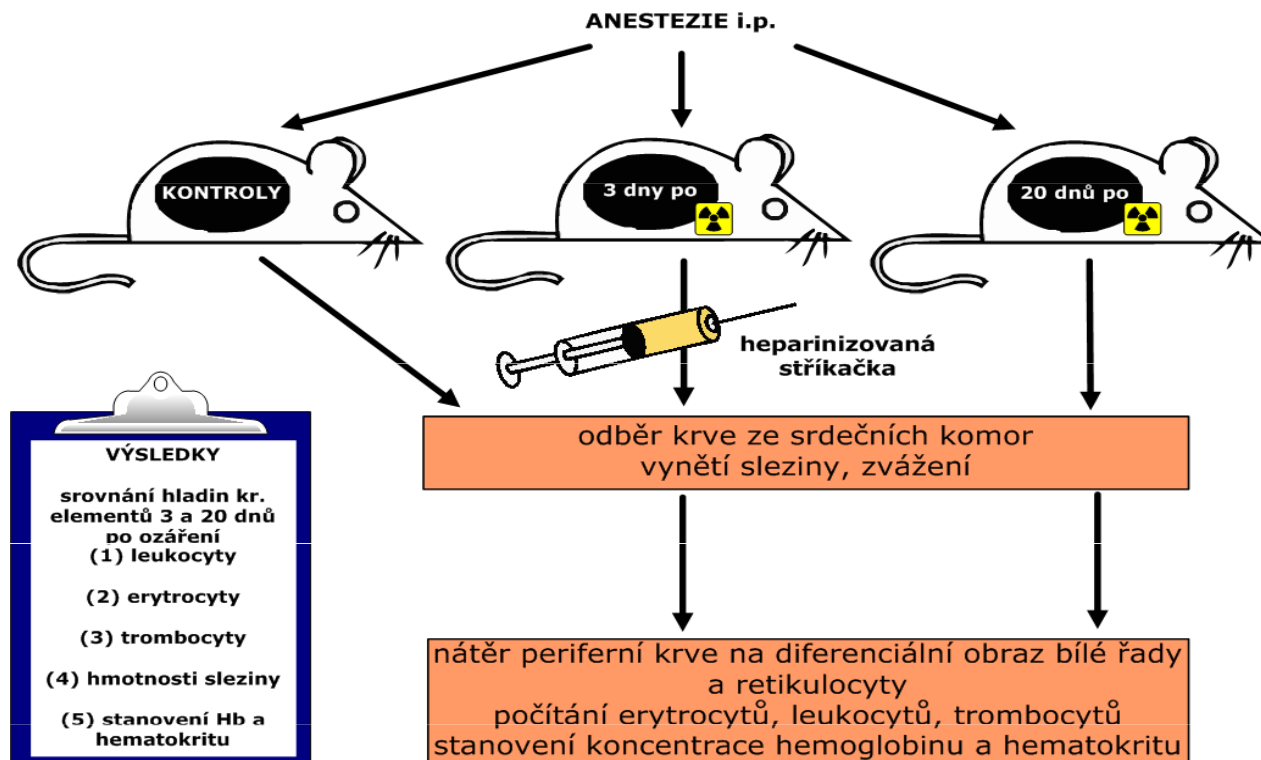 ANESTEZIE i.p.
KONTROLY
3 dny po
20 dnů po
heparinizovaná
stříkačka
odběr krve ze srdečních komor
vynětí sleziny, zvážení
VÝSLEDKY
srovnání hladin kr.
elementů 3 a 20 dnů
po ozáření
(1) leukocyty
(2) erytrocyty
(3) trombocyty
(4) hmotnosti sleziny
(5) stanovení Hb a
hematokritu
nátěr periferní krve na diferenciální obraz bílé řady
a retikulocyty
počítání erytrocytů, leukocytů, trombocytů
stanovení koncentrace hemoglobinu a hematokritu